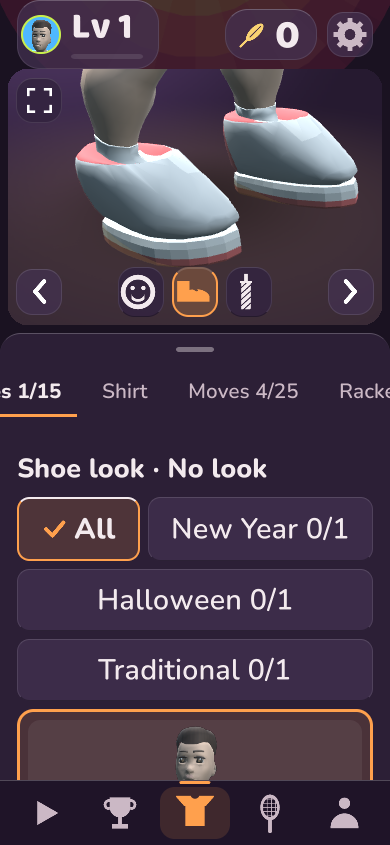 Lv 1
0
s 1/15
Shirt
Moves 4/25
Racke
Shoe look · No look
All
New Year 0/1
Halloween 0/1
Traditional 0/1